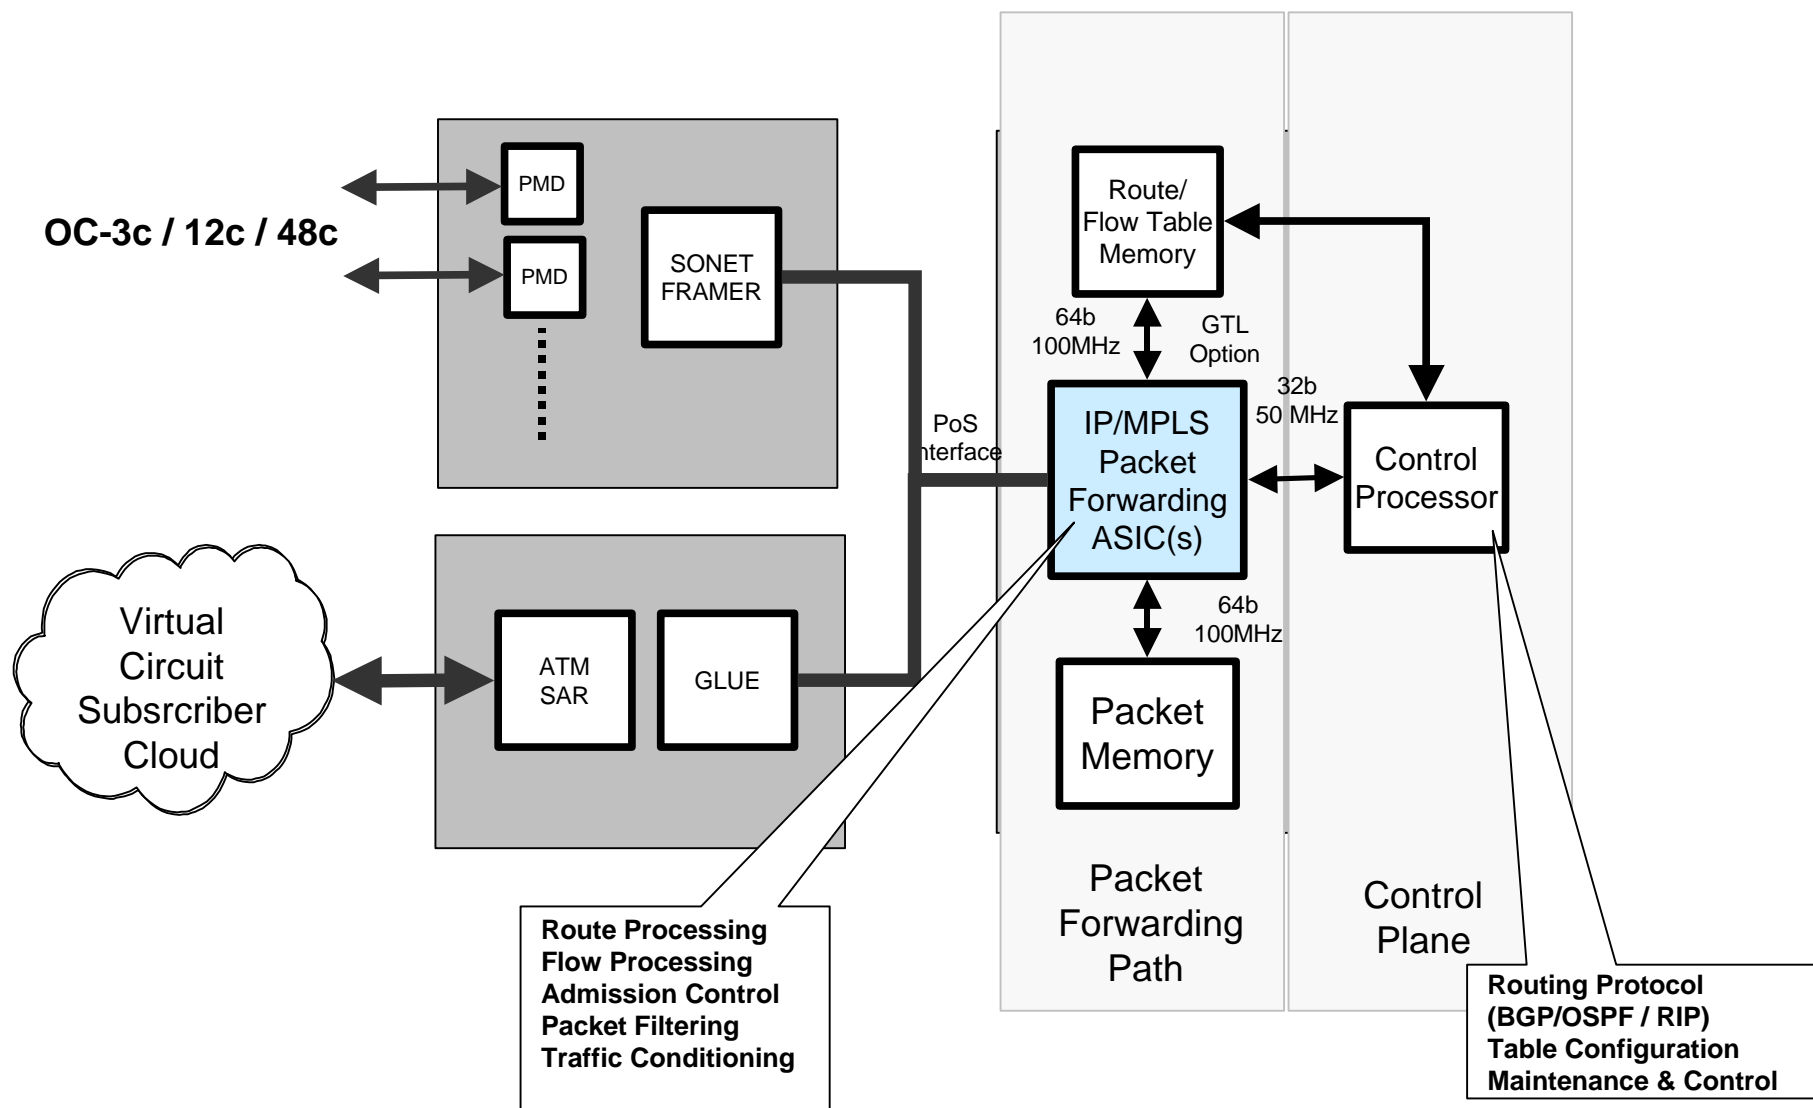 OC-3c / 12c / 48c
PMD
PMD
SONET
FRAMER
Virtual
Circuit
Subsrcriber
Cloud
ATM
SAR
GLUE
PoS
nterface
Route/
Flow Table
Memory
64b
100MHz
GTL
Option
IP/MPLS
Packet
Forwarding
ASIC(s)
32b
50 MHz
Control
Processor
64b
100MHz
Packet
Memory
Packet
Forwarding
Path
Control
Plane
Route Processing
Flow Processing
Admission Control
Packet Filtering
Traffic Conditioning
Routing Protocol
(BGP/OSPF / RIP)
Table Configuration
Maintenance & Control